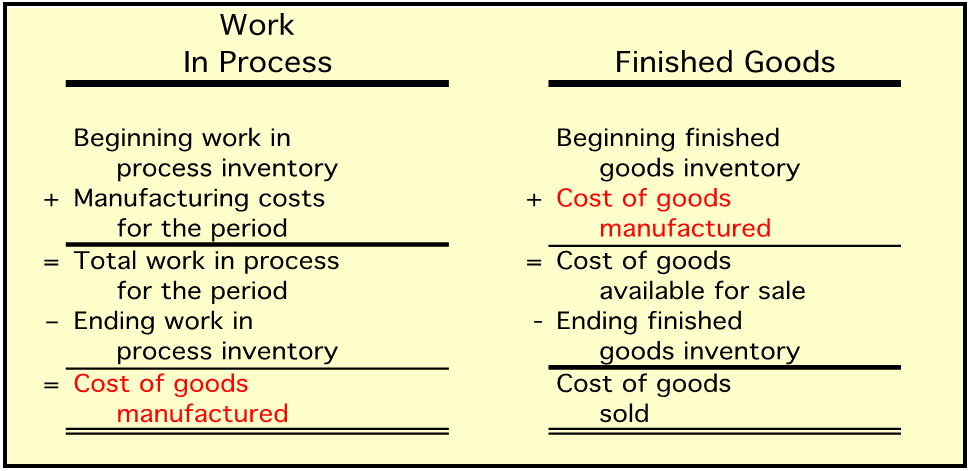 Work
In Process
Beginning work in
process inventory
+ Manufacturing costs
for the period
= Total work in process
for the period
– Ending work in
process inventory
= Cost of goods
manufactured
Finished Goods
Beginning finished
goods inventory
+ Cost of goods
manufactured
= Cost of goods
available for sale
- Ending finished
goods inventory
Cost of goods
sold